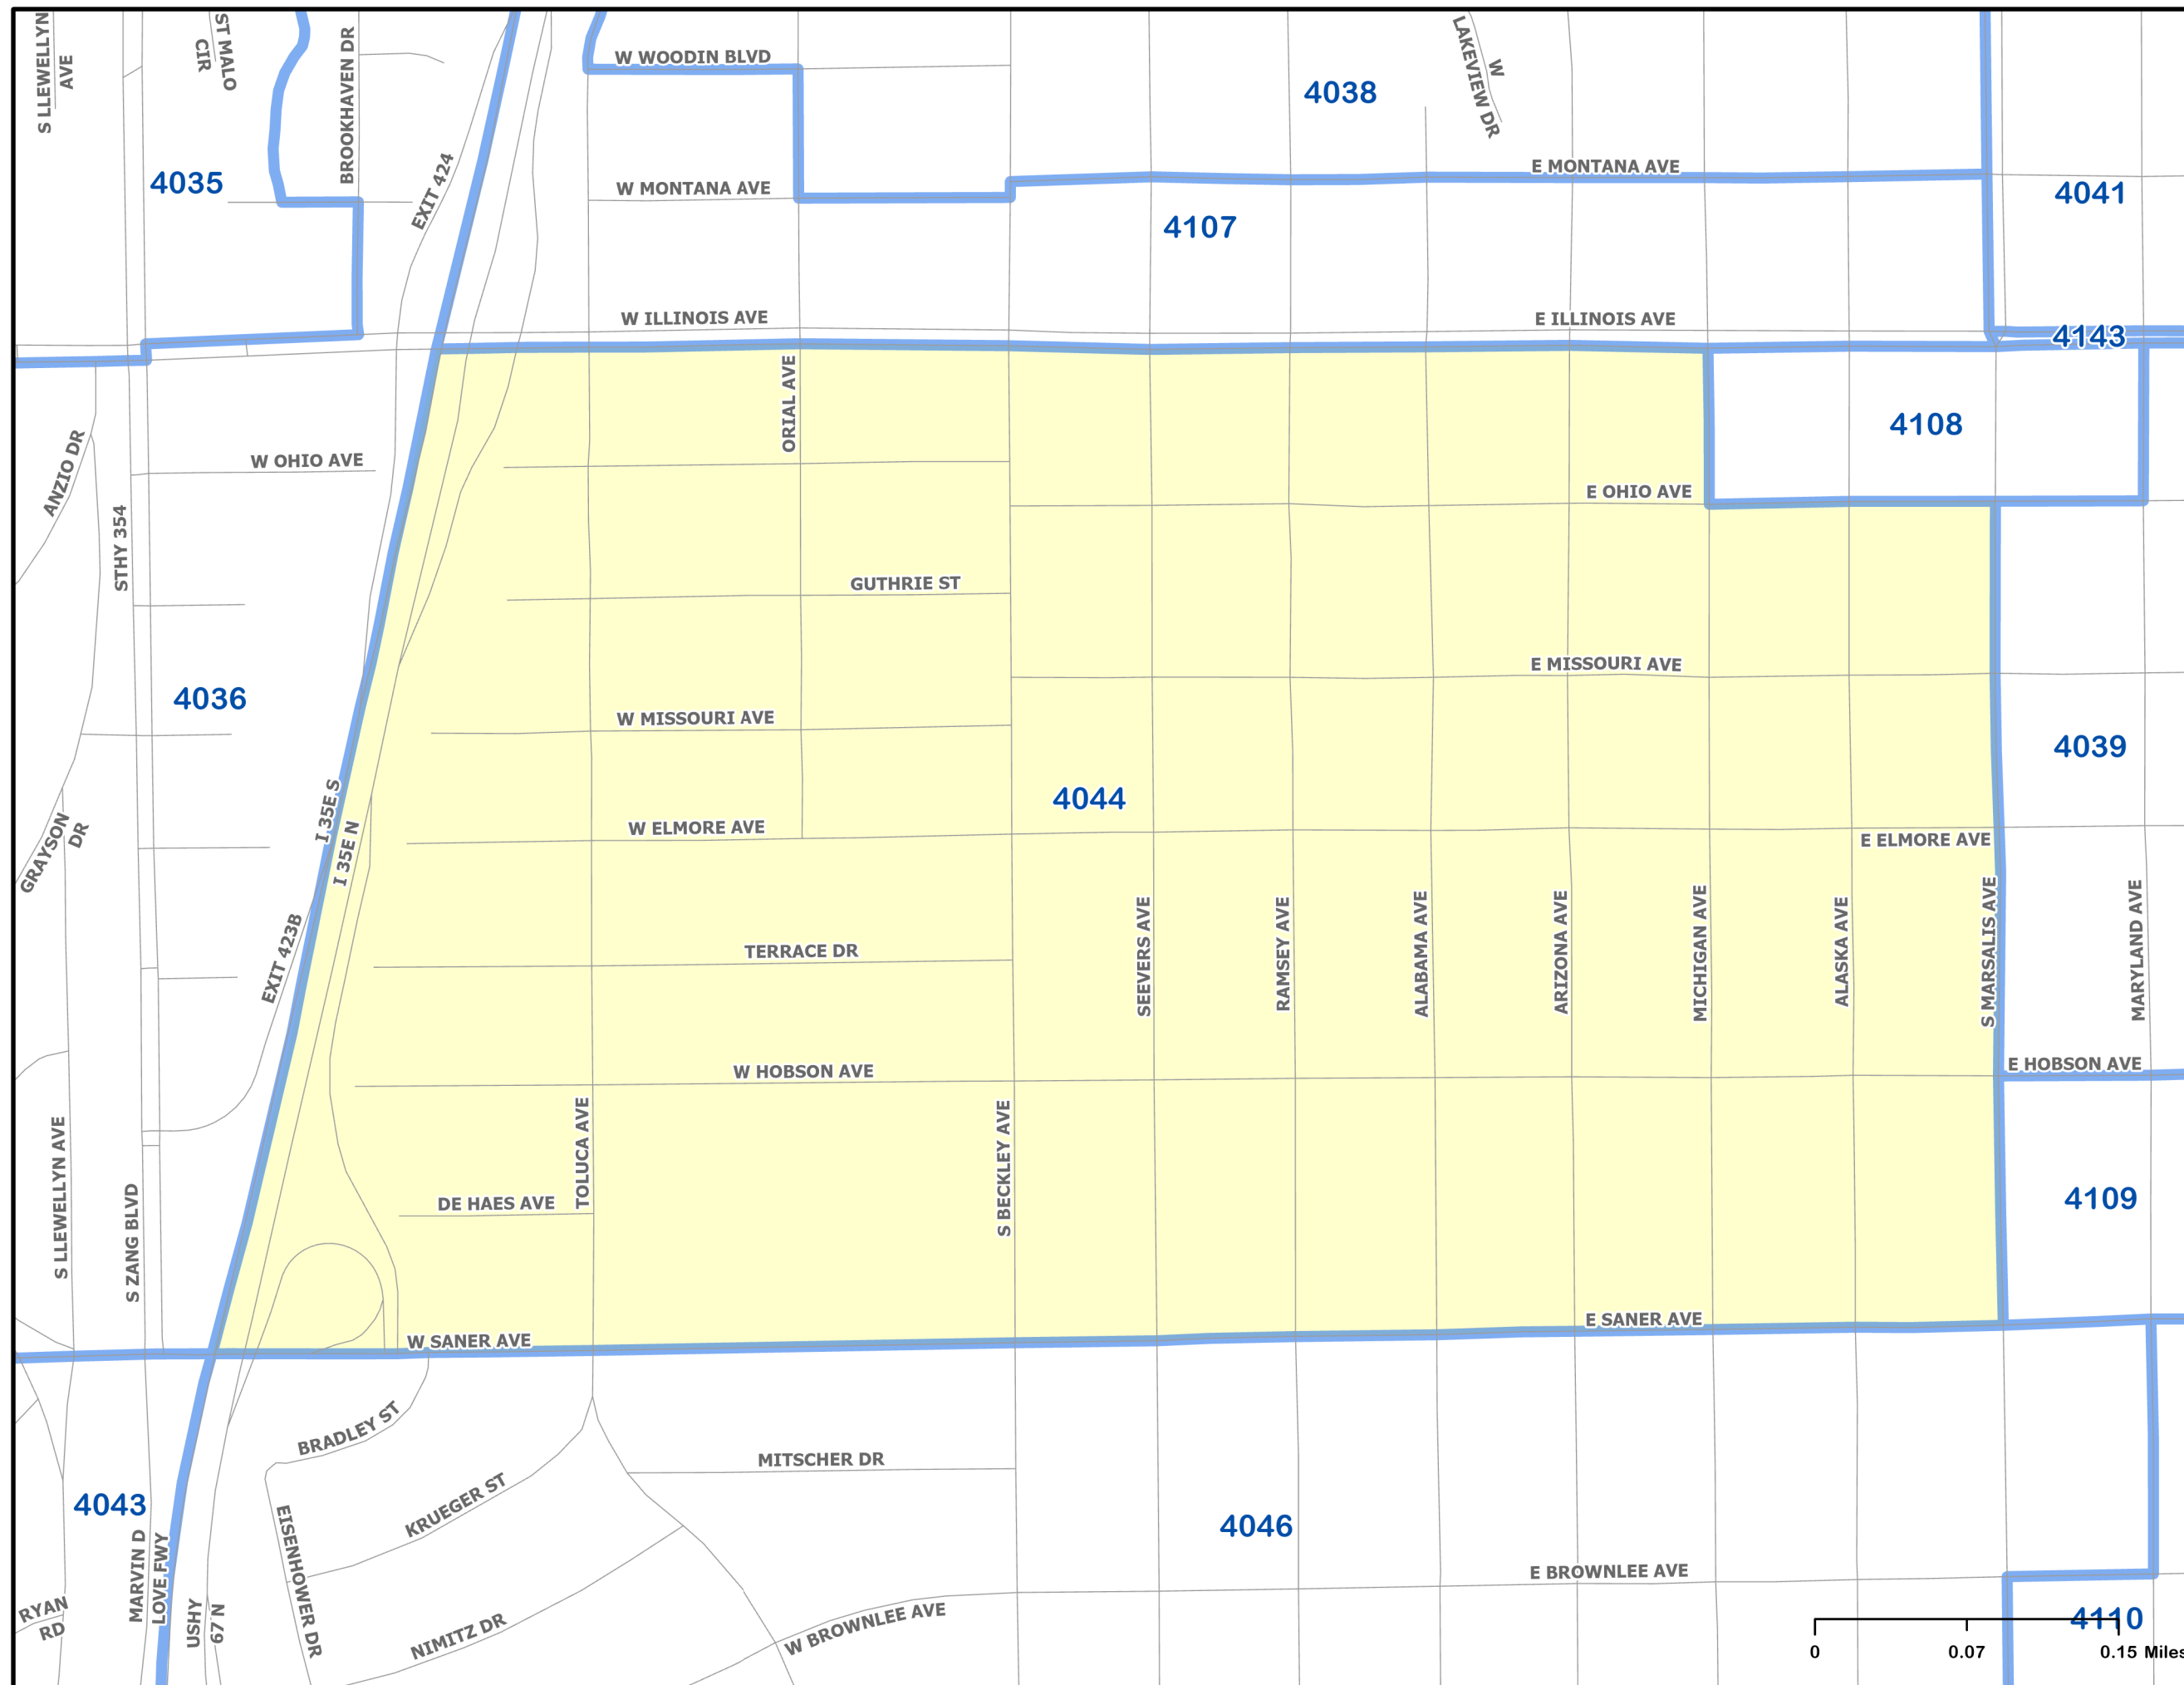 S LLEWELLYN
AVE
ST MALO
CIR
BROOKHAVEN DR
W WOODIN BLVD
4038
W
LAKEVIEW DR
4035
EXIT 424
W MONTANA AVE
E MONTANA AVE
4041
4107
W ILLINOIS AVE
E ILLINOIS AVE
4143
ORIAL AVE
4108
ANZIO DR
W OHIO AVE
E OHIO AVE
STHY 354
GUTHRIE ST
E MISSOURI AVE
4036
W MISSOURI AVE
4039
4044
I 35E S
I 35E N
GRAYSON
DR
W ELMORE AVE
E ELMORE AVE
EXIT 423B
TERRACE DR
SEEVERS AVE
RAMSEY AVE
ALABAMA AVE
ARIZONA AVE
MICHIGAN AVE
ALASKA AVE
S MARSALIS AVE
MARYLAND AVE
W HOBSON AVE
E HOBSON AVE
S LLEWELLYN AVE
S ZANG BLVD
DE HAES AVE
TOLUCA AVE
S BECKLEY AVE
4109
W SANER AVE
E SANER AVE
BRADLEY ST
MITSCHER DR
4043
KRUEGER ST
4046
EISENHOWER DR
MARVIN D
LOVE FWY
USHY
67 N
RYAN
RD
NIMITZ DR
W BROWNLEE AVE
E BROWNLEE AVE
4110
0
0.07
0.15 Miles